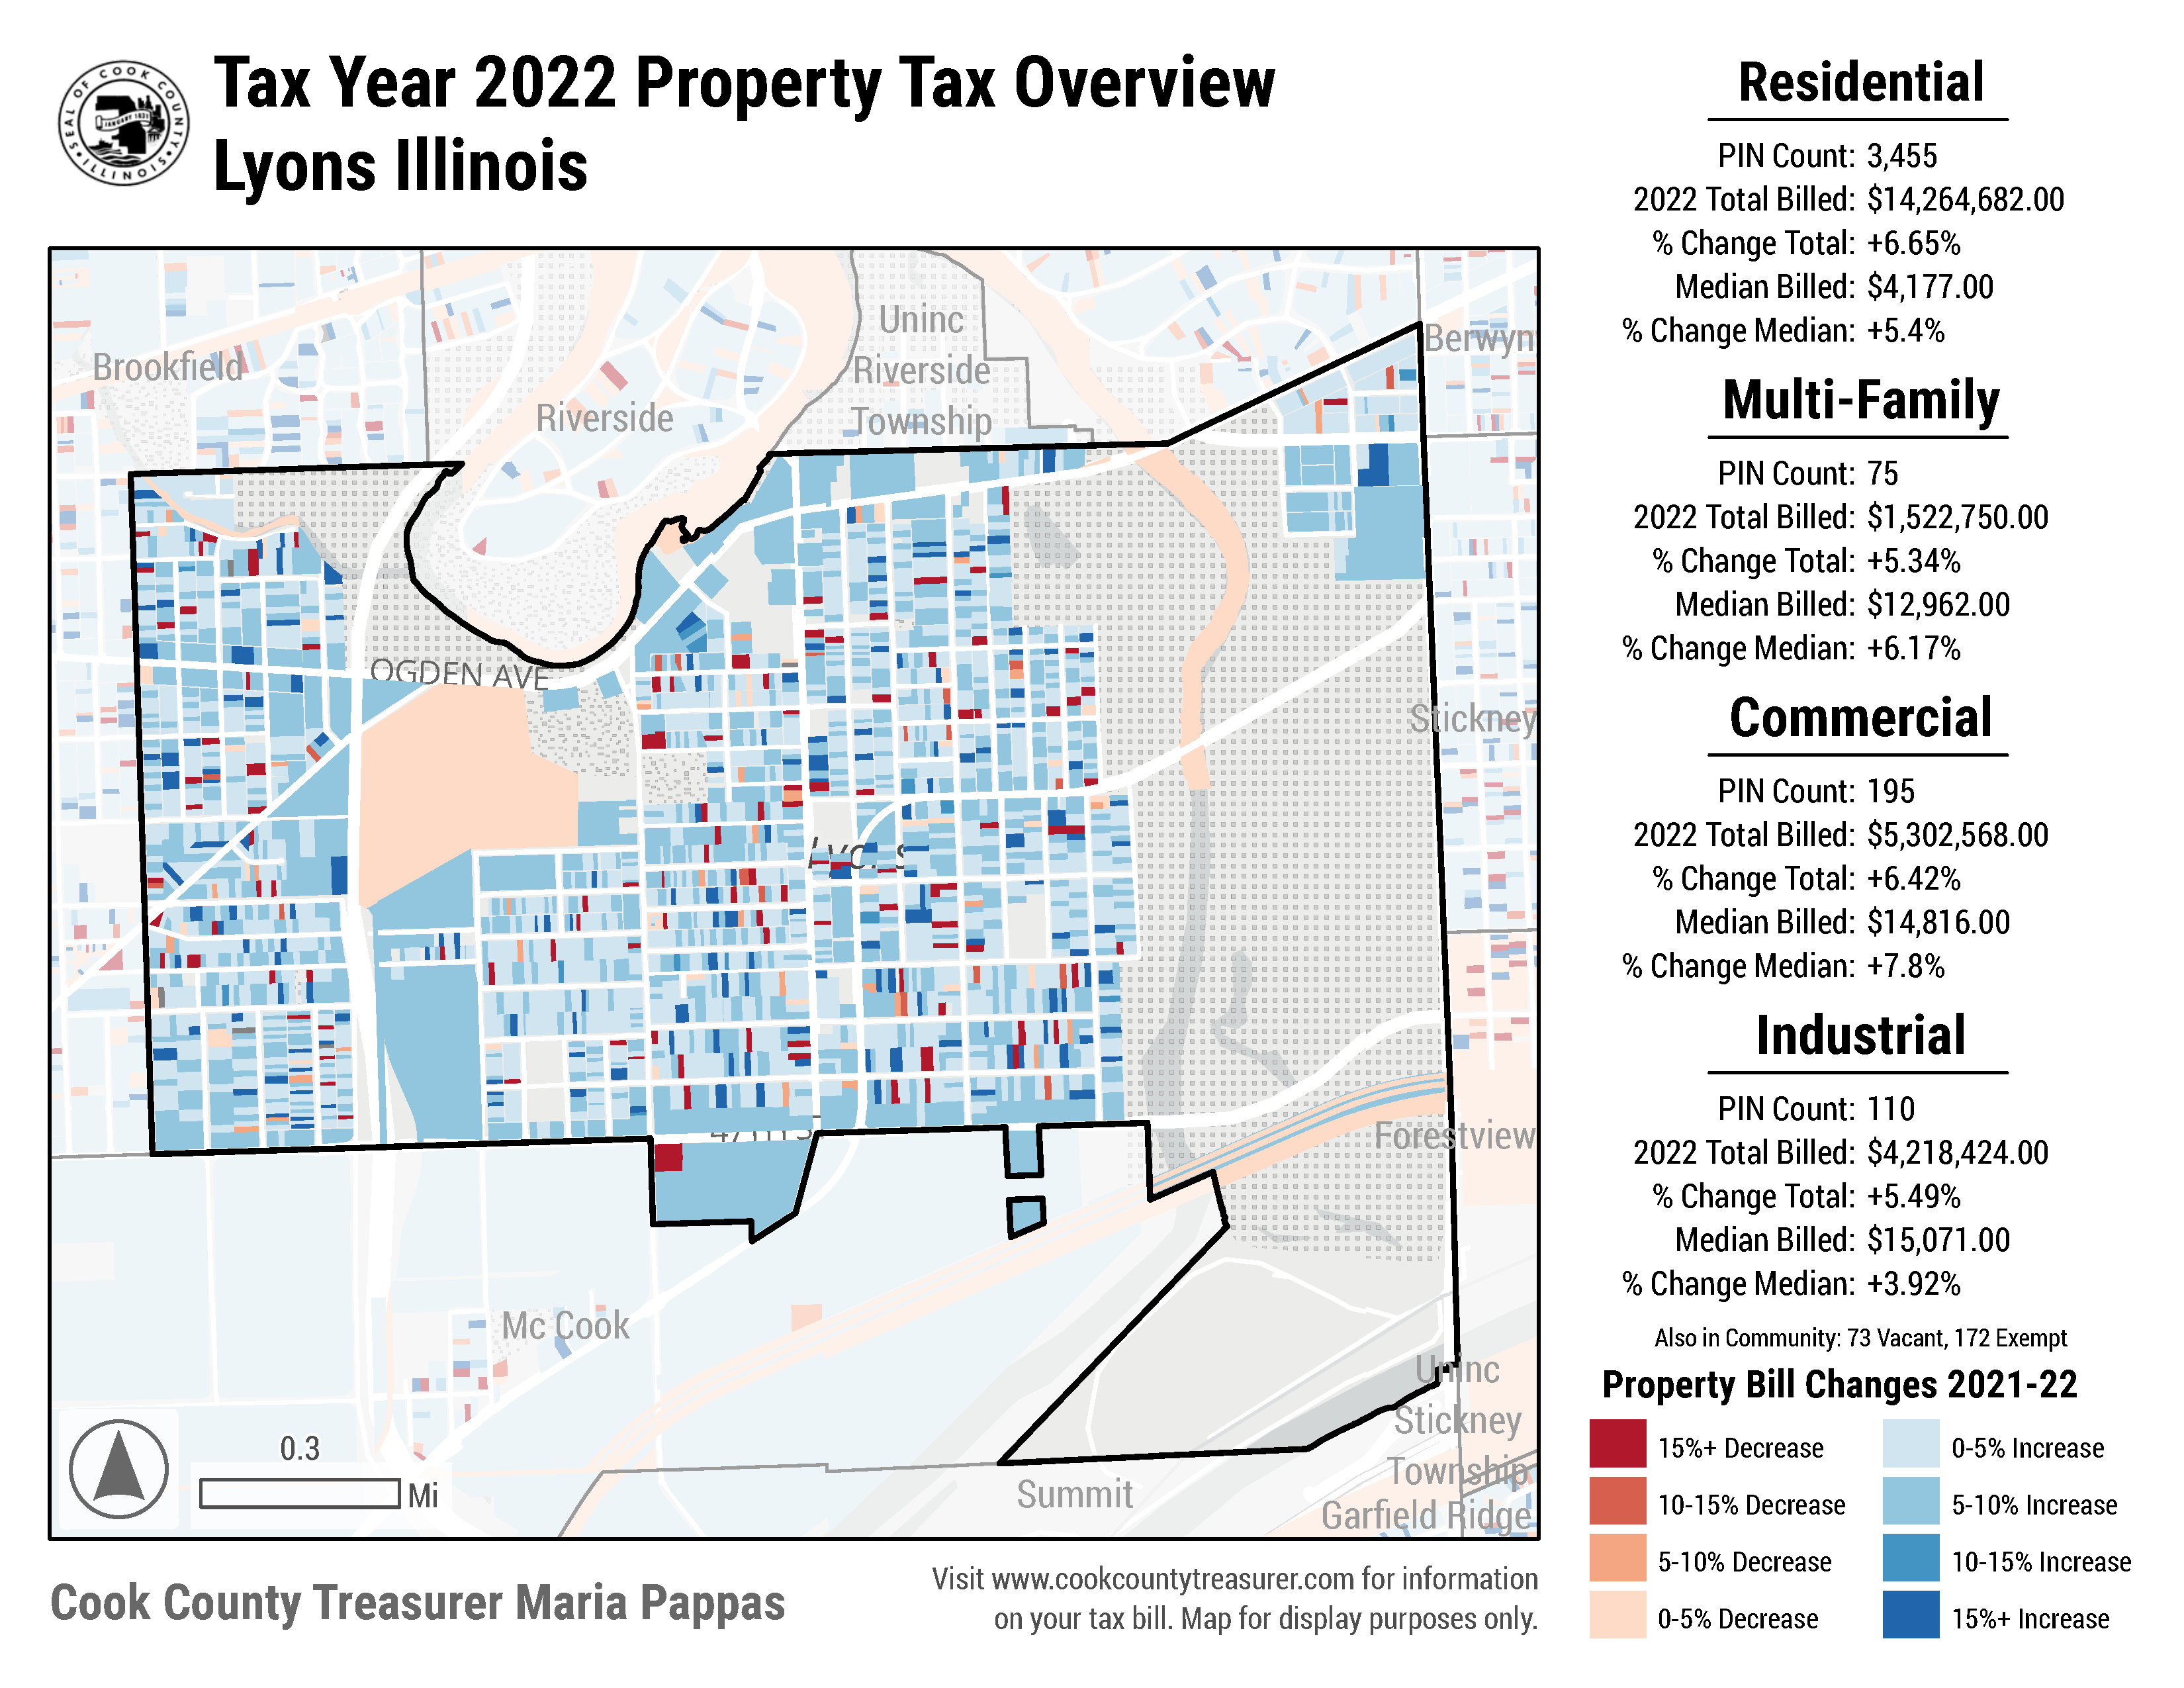 SEAL OF COOK COUNTY
ILLINOIS
JANUARY 1831
Tax Year 2022 Property Tax Overview
Lyons Illinois
Brookfield
Riverside
Uninc
Riverside
Township
Berwyn
OGDEN AVE
Stickney
Lyons
Forestview
Mc Cook
Uninc
Stickney
Township
Summit
Garfield Ridge
0.3
Mi
Cook County Treasurer Maria Pappas
Visit www.cookcountytreasurer.com for information
on your tax bill. Map for display purposes only.
Residential
PIN Count: 3,455
2022 Total Billed: $14,264,682.00
% Change Total: +6.65%
Median Billed: $4,177.00
% Change Median: +5.4%
Multi-Family
PIN Count: 75
2022 Total Billed: $1,522,750.00
% Change Total: +5.34%
Median Billed: $12,962.00
% Change Median: +6.17%
Commercial
PIN Count: 195
2022 Total Billed: $5,302,568.00
% Change Total: +6.42%
Median Billed: $14,816.00
% Change Median: +7.8%
Industrial
PIN Count: 110
2022 Total Billed: $4,218,424.00
% Change Total: +5.49%
Median Billed: $15,071.00
% Change Median: +3.92%
Also in Community: 73 Vacant, 172 Exempt
Property Bill Changes 2021-22
15%+ Decrease
0-5% Increase
10-15% Decrease
5-10% Increase
5-10% Decrease
10-15% Increase
0-5% Decrease
15%+ Increase